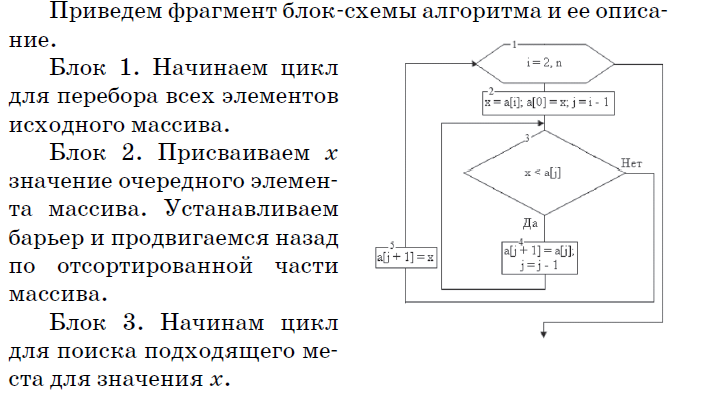 Приведем фрагмент блок-схемы алгоритма и ее описа-
ние.
Блок 1. Начинаем цикл
для перебора всех элементов
исходного массива.
Блок 2. Присваиваем x
значение очередного элемен-
та массива. Устанавливаем
барьер и продвигаемся назад
по отсортированной части
массива.
Блок 3. Начинам цикл
для поиска подходящего ме-
ста для значения x.
1
i = 2, n
2
x = a[i]; a[0] = x; j = i - 1
3
x < a[j]
Нет
Да
4
a[j + 1] = a[j];
j = j - 1
5
a[j + 1] = x